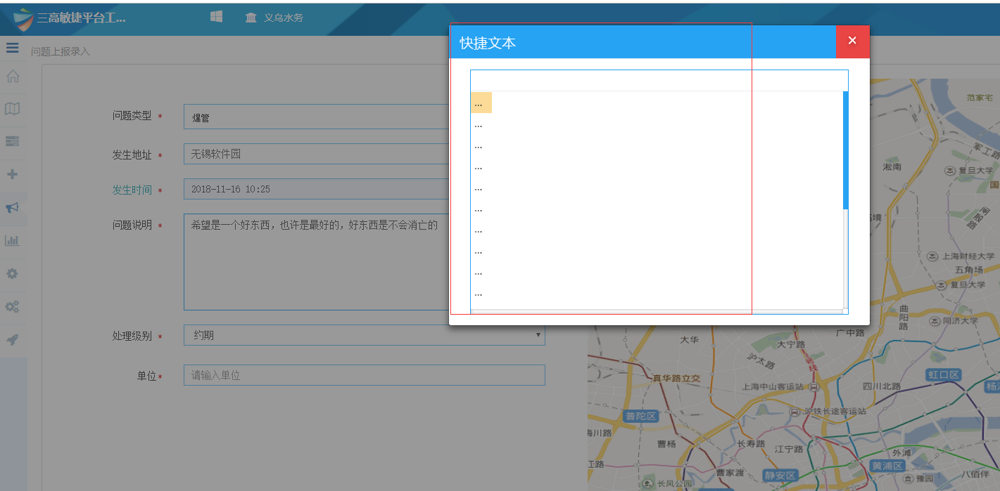 三高敏捷平台工...
义乌水务
问题上报录入
快捷文本
×
...
...
...
...
...
...
...
...
...
...
问题类型 *
爆管
发生地址 *
无锡软件园
发生时间 *
2018-11-16 10:25
问题说明 *
希望是一个好东西，也许是最好的，好东西是不会消亡的
处理级别 *
约期
单位*
请输入单位
范家宅
军工路
淞南
复旦大学
国
环境
闸殷路
上海财经大学
五角场
复旦大学
曲阳路
同济大学
广中路
大华
大宁路
沪太路
真华路立交
上海中山客运站
四川北路
虹口区
杨
沪铁长途客运站
普陀区
海川路
曹杨
长寿路
江宁路
外滩
江路
曹家渡
静安区
黄浦区
八佰伴
长风公园
豫园